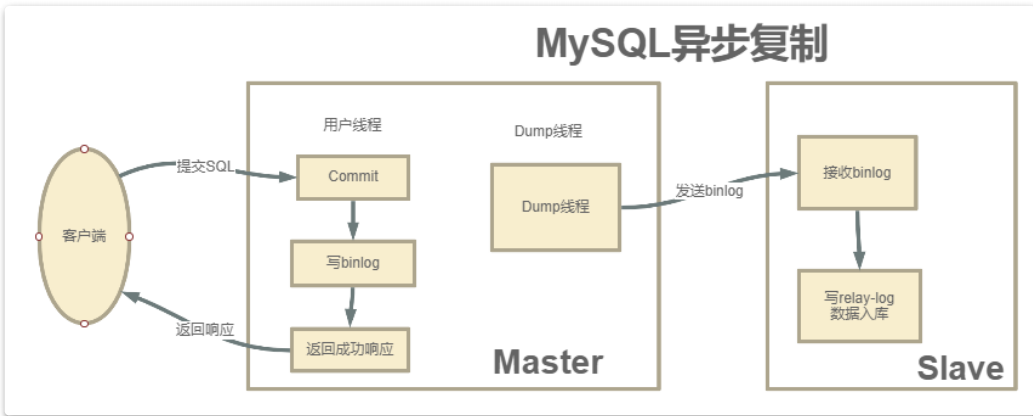 MySQL异步复制
用户线程
Dump线程
提交SQL
Commit
Dump线程
发送binlog
接收binlog
客户端
写binlog
写relay-log
数据入库
返回响应
返回成功响应
Master
Slave